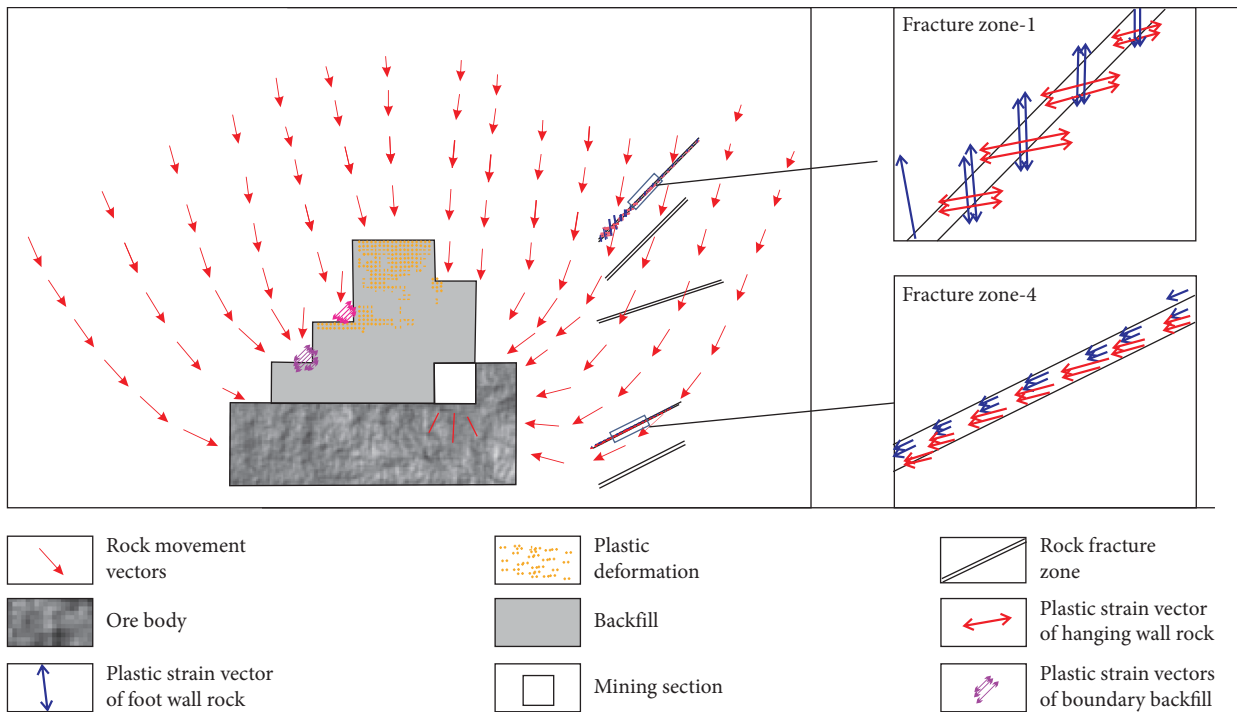 Fracture zone-1
Fracture zone-4
Rock movement
vectors
Plastic
deformation
Rock fracture
zone
Ore body
Backfill
Plastic strain vector
of hanging wall rock
Plastic strain vector
of foot wall rock
Mining section
Plastic strain vectors
of boundary backfill